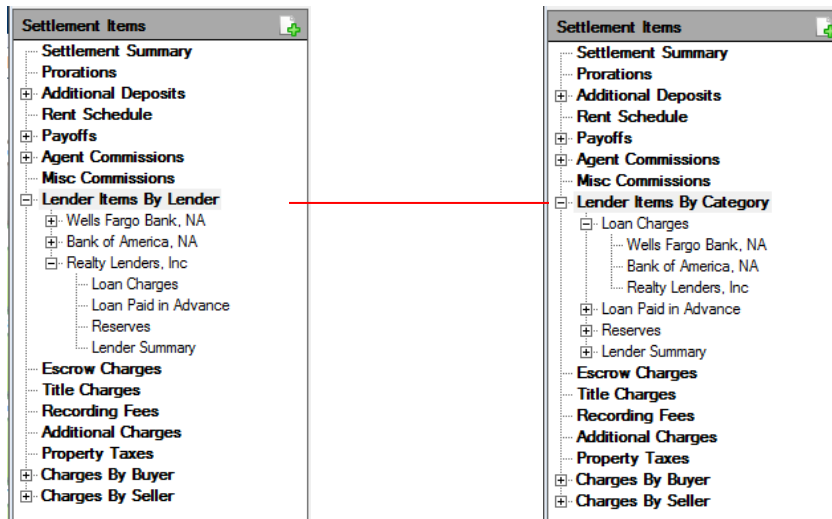 Settlement Items
Settlement Summary
Prorations
Additional Deposits
Rent Schedule
Payoffs
Agent Commissions
Misc Commissions
Lender Items By Lender
Wells Fargo Bank, NA
Bank of America, NA
Realty Lenders, Inc
Loan Charges
Loan Paid in Advance
Reserves
Lender Summary
Escrow Charges
Title Charges
Recording Fees
Additional Charges
Property Taxes
Charges By Buyer
Charges By Seller
Settlement Items
Settlement Summary
Prorations
Additional Deposits
Rent Schedule
Payoffs
Agent Commissions
Misc Commissions
Lender Items By Category
Loan Charges
Wells Fargo Bank, NA
Bank of America, NA
Realty Lenders, Inc
Loan Paid in Advance
Reserves
Lender Summary
Escrow Charges
Title Charges
Recording Fees
Additional Charges
Property Taxes
Charges By Buyer
Charges By Seller